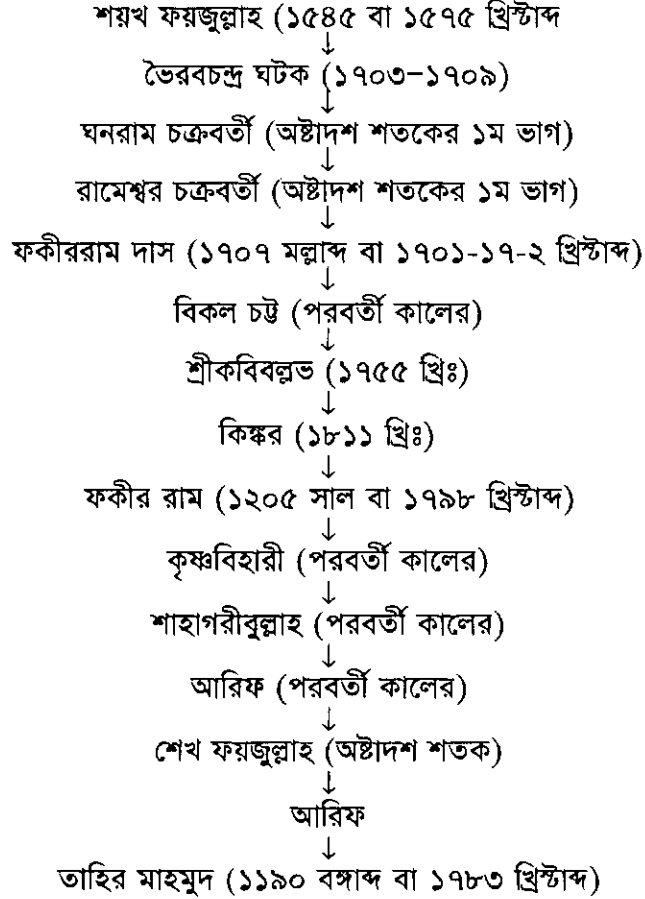 শয়খ ফয়জুল্লাহ (১৫৪৫ বা ১৫৭৫ খ্রিস্টাব্দ
↓
ভৈরবচন্দ্র ঘটক (১৭০৩–১৭০৯)
↓
ঘনরাম চক্রবর্তী (অষ্টাদশ শতকের ১ম ভাগ)
↓
রামেশ্বর চক্রবর্তী (অষ্টাদশ শতকের ১ম ভাগ)
↓
ফকীররাম দাস (১৭০৭ মল্লাব্দ বা ১৭০১-১৭-২ খ্রিস্টাব্দ)
↓
বিকল চট্ট (পরবর্তী কালের)
↓
শ্রীকবিবল্লভ (১৭৫৫ খ্রিঃ)
↓
কিঙ্কর (১৮১১ খ্রিঃ)
↓
ফকীর রাম (১২০৫ সাল বা ১৭৯৮ খ্রিস্টাব্দ)
↓
কৃষ্ণবিহারী (পরবর্তী কালের)
↓
শাহাগরীবুল্লাহ (পরবর্তী কালের)
↓
আরিফ (পরবর্তী কালের)
↓
শেখ ফয়জুল্লাহ (অষ্টাদশ শতক)
↓
আরিফ
↓
তাহির মাহমুদ (১১৯০ বঙ্গাব্দ বা ১৭৮৩ খ্রিস্টাব্দ)